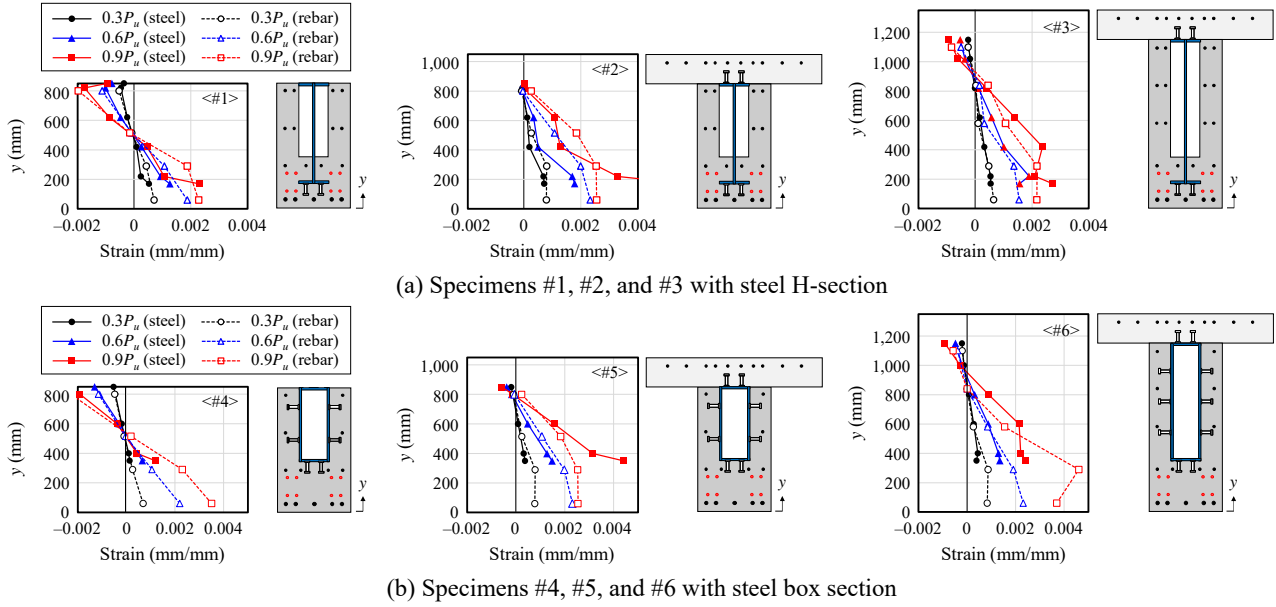 0.3Pu (steel) 0.3Pu (rebar)
0.6Pu (steel) 0.6Pu (rebar)
0.9Pu (steel) 0.9Pu (rebar)
<#1>
800
600
400
200
0
y (mm)
−0.002 0 0.002 0.004
Strain (mm/mm)
y
<#2>
1,000
800
600
400
200
0
y (mm)
−0.002 0 0.002 0.004
Strain (mm/mm)
y
<#3>
1,200
1,000
800
600
400
200
0
y (mm)
−0.002 0 0.002 0.004
Strain (mm/mm)
y
(a) Specimens #1, #2, and #3 with steel H-section
0.3Pu (steel) 0.3Pu (rebar)
0.6Pu (steel) 0.6Pu (rebar)
0.9Pu (steel) 0.9Pu (rebar)
<#4>
800
600
400
200
0
y (mm)
−0.002 0 0.002 0.004
Strain (mm/mm)
y
<#5>
1,000
800
600
400
200
0
y (mm)
−0.002 0 0.002 0.004
Strain (mm/mm)
y
<#6>
1200
1,000
800
600
400
200
0
y (mm)
−0.002 0 0.002 0.004
Strain (mm/mm)
y
(b) Specimens #4, #5, and #6 with steel box section